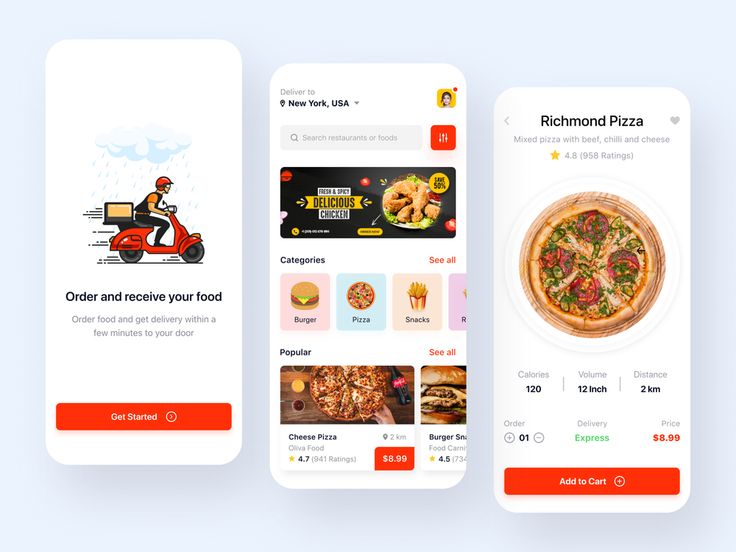 Order and receive your food
Order food and get delivery within a
few minutes to your door
Get Started
Deliver to
New York, USA
Search restaurants or foods
FRESH & SPICY
DELICIOUS
CHICKEN
SAVE
50%
ORDER NOW
Categories
See all
Burger
Pizza
Snacks
R
Popular
See all
Cheese Pizza
2 km
Oliva Food
4.7 (941 Ratings)
$8.99
Burger Sna
Food Carni
4.5 (734
Richmond Pizza
Mixed pizza with beef, chilli and cheese
4.8 (958 Ratings)
Calories
Volume
Distance
120
12 Inch
2 km
Order
Delivery
Price
01
Express
$8.99
Add to Cart